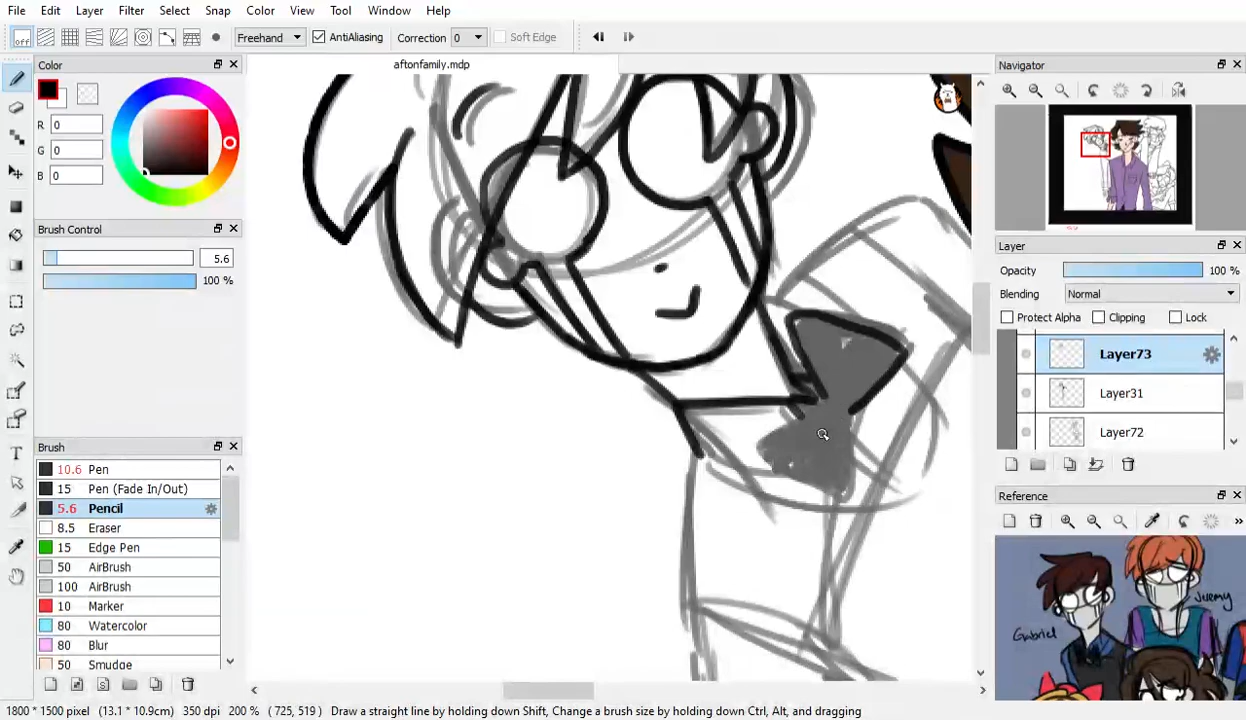 File Edit Layer Filter Select Snap Color View Tool Window Help
off Freehand AntiAliasing Correction 0 Soft Edge
Color
R 0
G 0
B 0
Brush Control
5.6
100 %
Brush
10.6 Pen
15 Pen (Fade In/Out)
5.6 Pencil
8.5 Eraser
15 Edge Pen
50 AirBrush
100 AirBrush
10 Marker
80 Watercolor
80 Blur
50 Smudge
aftonfamily.mdp
Navigator
Layer
Opacity 100 %
Blending Normal
Protect Alpha Clipping Lock
Layer73
Layer31
Layer72
Reference
Jeremy
Gabriel
1800 * 1500 pixel (13.1 * 10.9cm) 350 dpi 200 % ( 725, 519 ) Draw a straight line by holding down Shift, Change a brush size by holding down Ctrl, Alt, and dragging